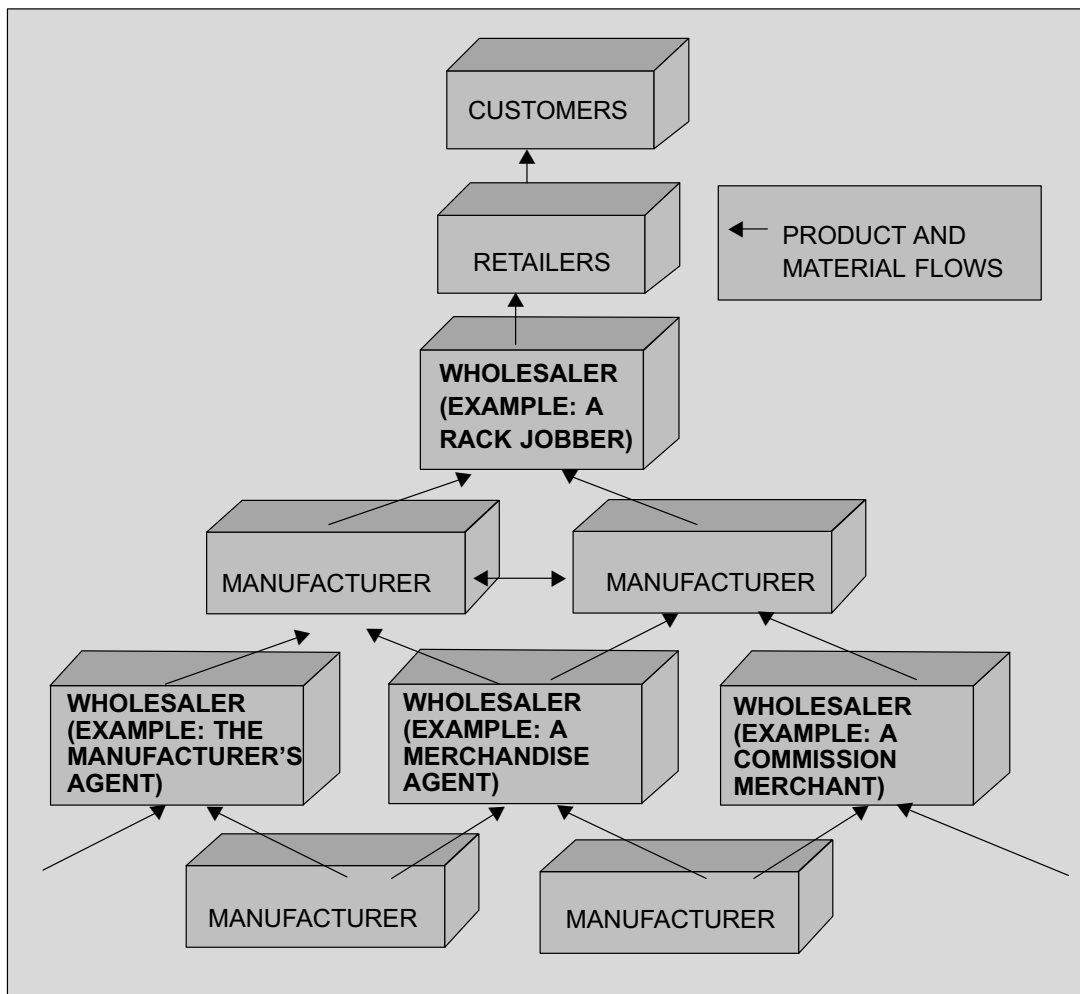 CUSTOMERS
RETAILERS
PRODUCT AND
MATERIAL FLOWS
WHOLESALER
(EXAMPLE: A
RACK JOBBER)
MANUFACTURER
MANUFACTURER
WHOLESALER
(EXAMPLE: THE
MANUFACTURER’S
AGENT)
WHOLESALER
(EXAMPLE: A
MERCHANDISE
AGENT)
WHOLESALER
(EXAMPLE: A
COMMISSION
MERCHANT)
MANUFACTURER
MANUFACTURER